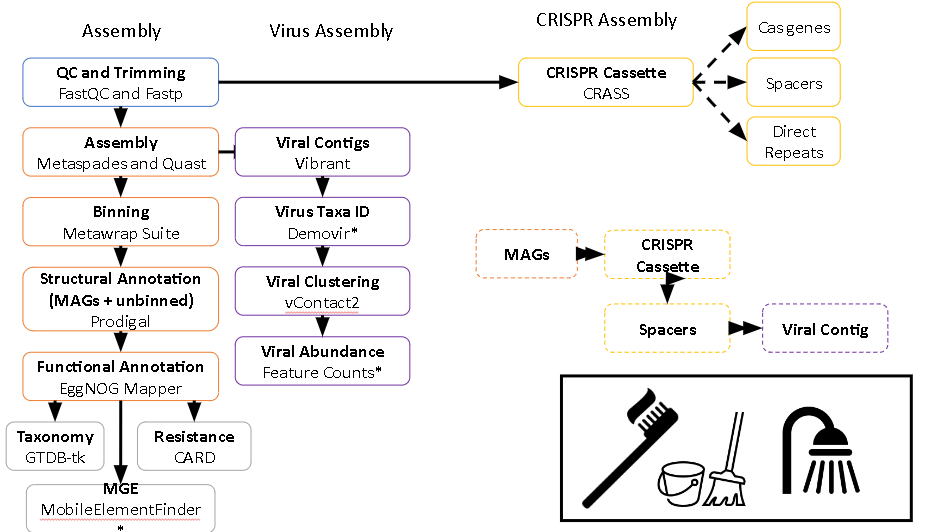 Assembly
Virus Assembly
CRISPR Assembly
QC and Trimming
FastQC and Fastp
Assembly
Metaspades and Quast
Binning
Metawrap Suite
Structural Annotation
(MAGs + unbinned)
Prodigal
Functional Annotation
EggNOG Mapper
Taxonomy
GTDB-tk
Resistance
CARD
MGE
MobileElementFinder
*
Viral Contigs
Vibrant
Virus Taxa ID
Demovir*
Viral Clustering
vContact2
Viral Abundance
Feature Counts*
CRISPR Cassette
CRASS
Cas genes
Spacers
Direct
Repeats
MAGs
CRISPR
Cassette
Spacers
Viral Contig